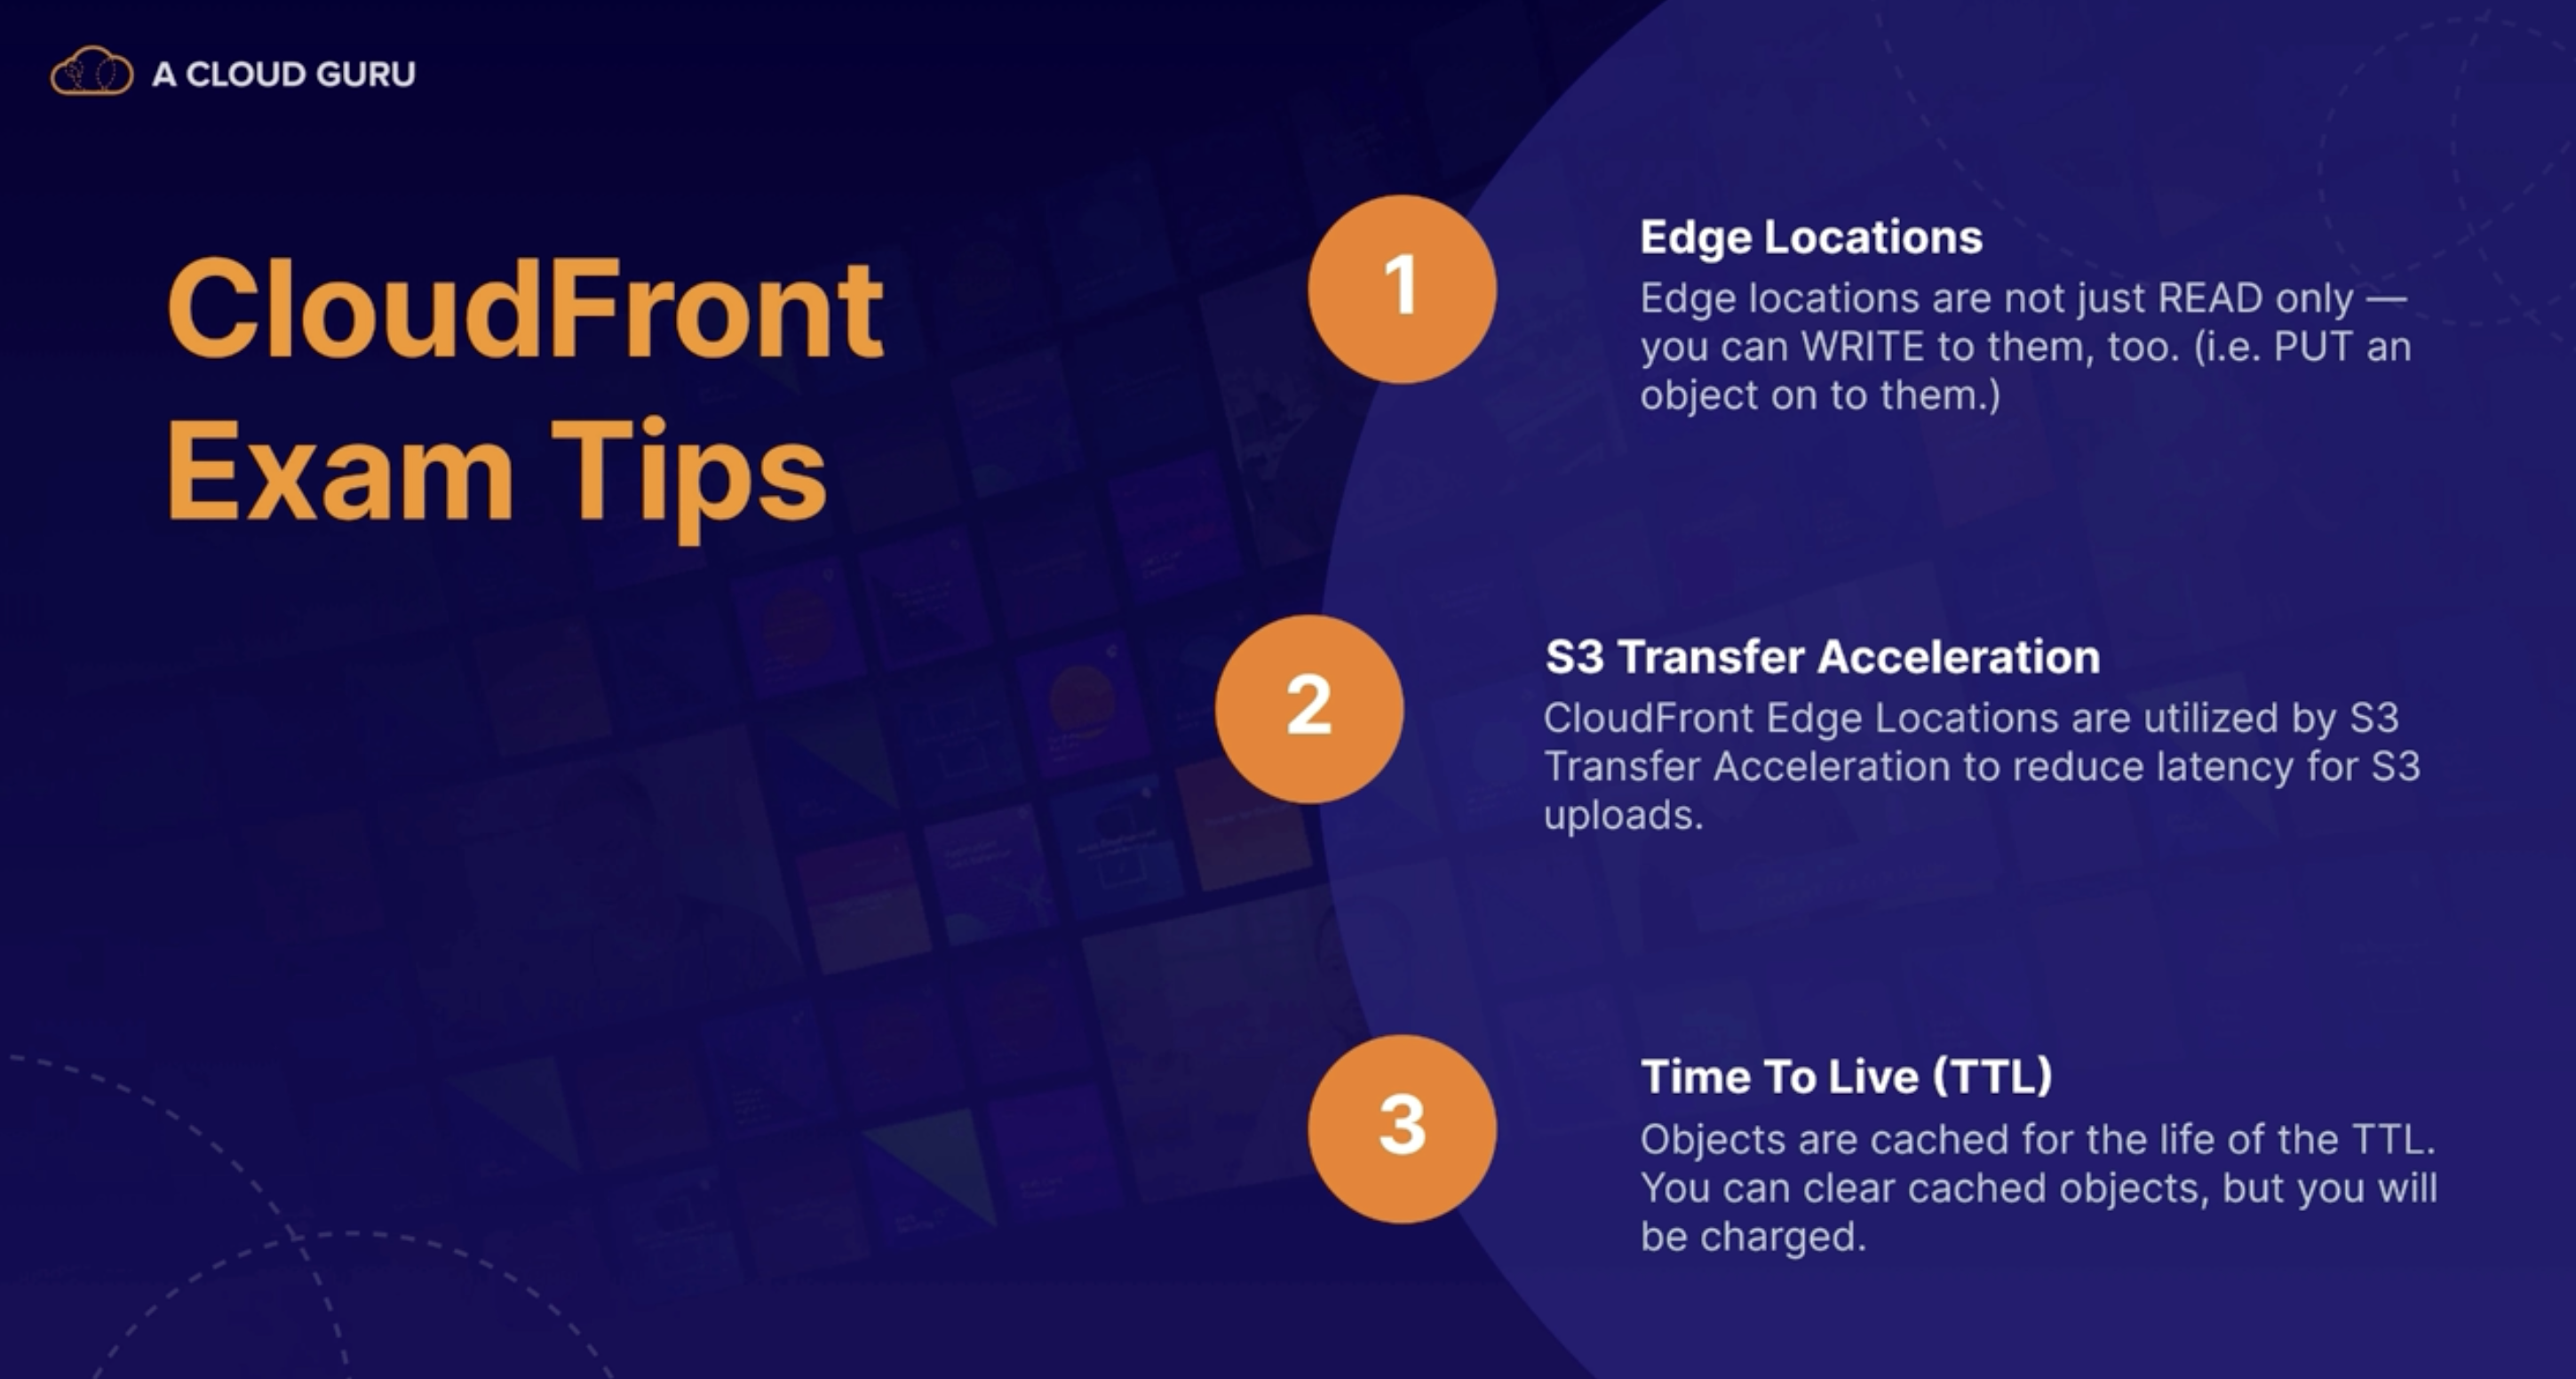 A CLOUD GURU
CloudFront
Exam Tips
1
Edge Locations
Edge locations are not just READ only —
you can WRITE to them, too. (i.e. PUT an
object on to them.)
2
S3 Transfer Acceleration
CloudFront Edge Locations are utilized by S3
Transfer Acceleration to reduce latency for S3
uploads.
3
Time To Live (TTL)
Objects are cached for the life of the TTL.
You can clear cached objects, but you will
be charged.